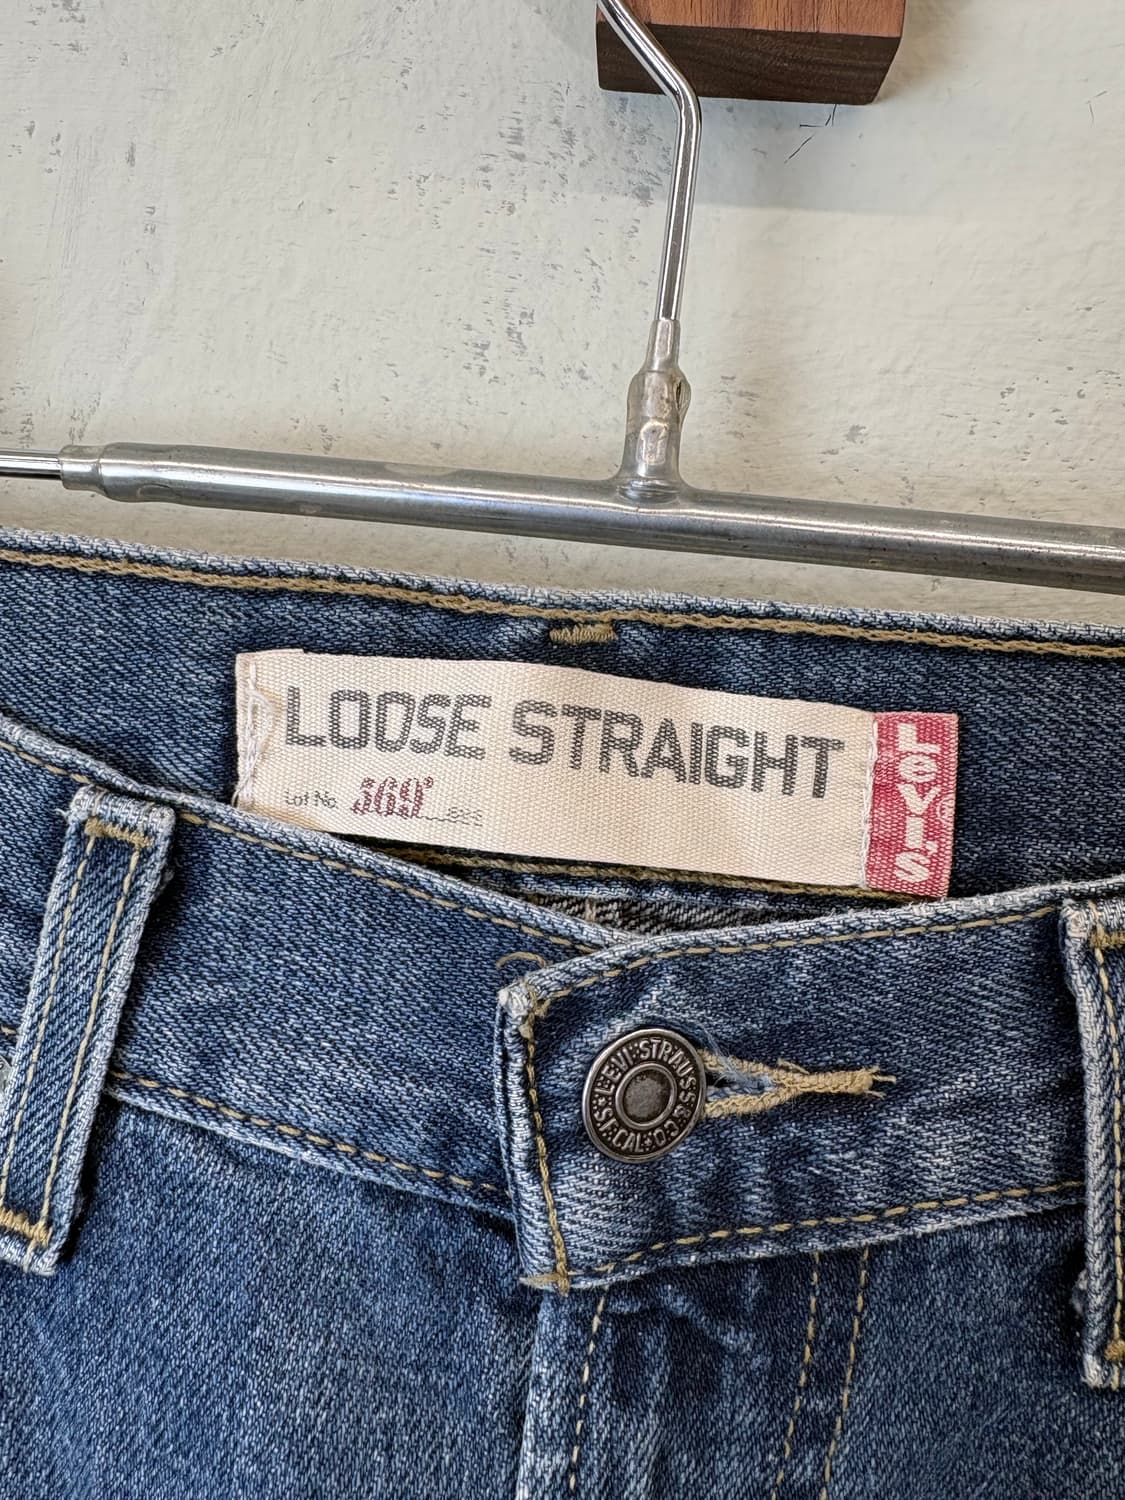 LOOSE STRAIGHT
Lot No. 569®
Levi's
LEVI STRAUSS & CO S.F. CAL